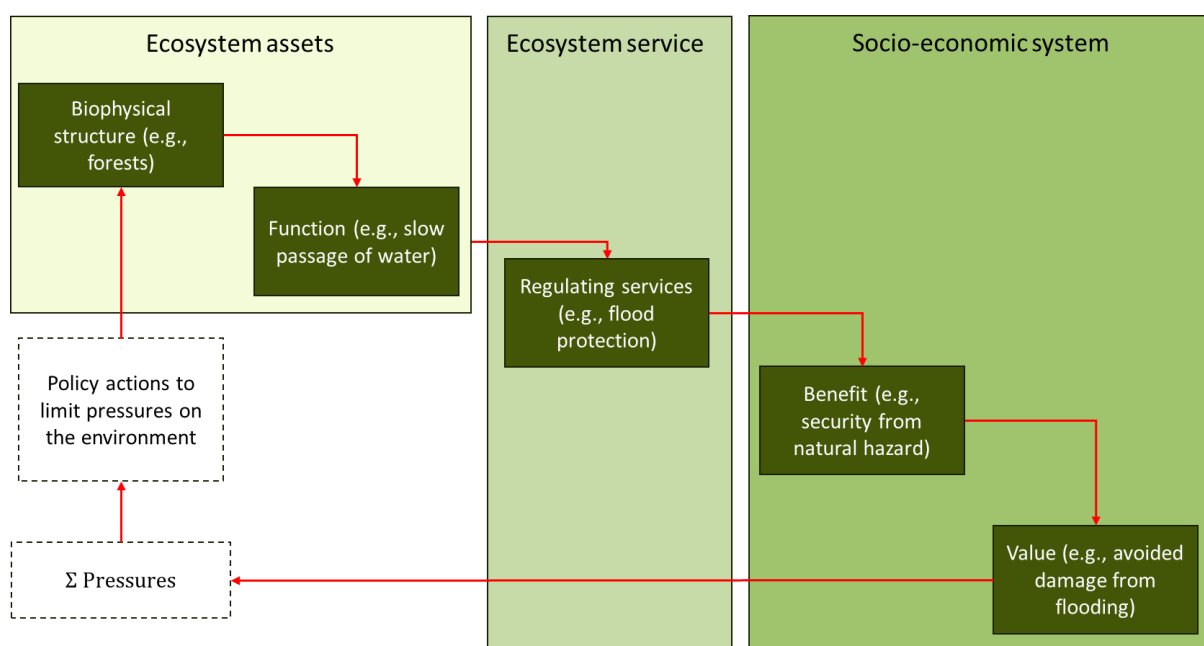 Ecosystem assets
Ecosystem service
Socio-economic system
Biophysical
structure (e.g.,
forests)
Function (e.g., slow
passage of water)
Regulating services
(e.g., flood
protection)
Policy actions to
limit pressures on
the environment
Benefit (e.g.,
security from
natural hazard)
Σ Pressures
Value (e.g., avoided
damage from
flooding)